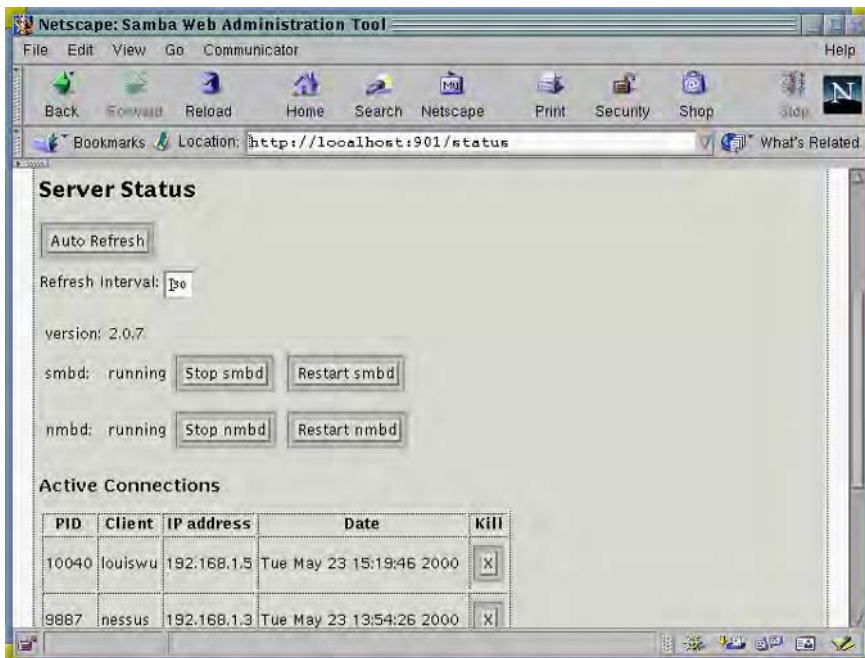 Netscape: Samba Web Administration Tool
File Edit View Go Communicator Help
Back Forward Reload Home Search Netscape Print Security Shop Stop N
My
Bookmarks Location: http://localhost:901/status What's Related
Server Status
Auto Refresh
Refresh Interval: 30
version: 2.0.7
smbd: running Stop smbd Restart smbd
nmbd: running Stop nmbd Restart nmbd
Active Connections
PID Client IP address Date Kill
10040 louiswu 192.168.1.5 Tue May 23 15:19:46 2000 X
9887 nessus 192.168.1.3 Tue May 23 13:54:26 2000 X